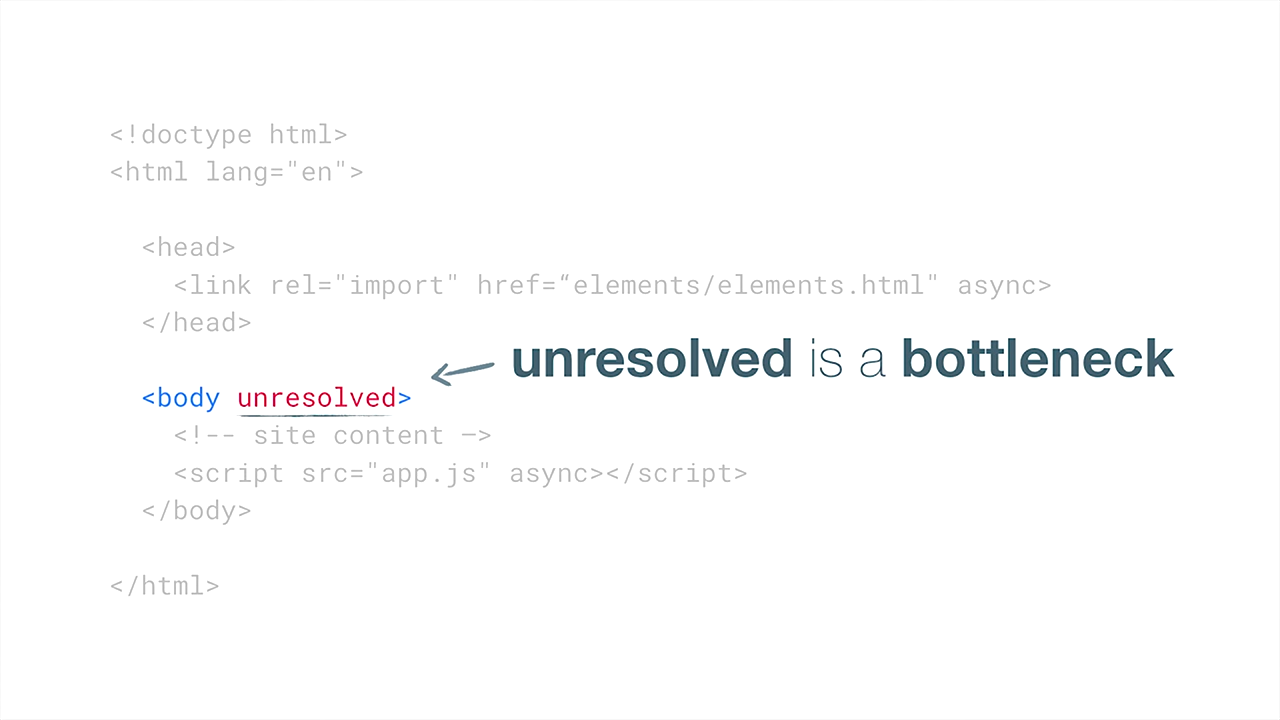 <!doctype html>
<html lang="en">
<head>
<link rel="import" href=“elements/elements.html" async>
</head>
unresolved is a bottleneck
<body unresolved>
<!-- site content —>
<script src="app.js" async></script>
</body>
</html>